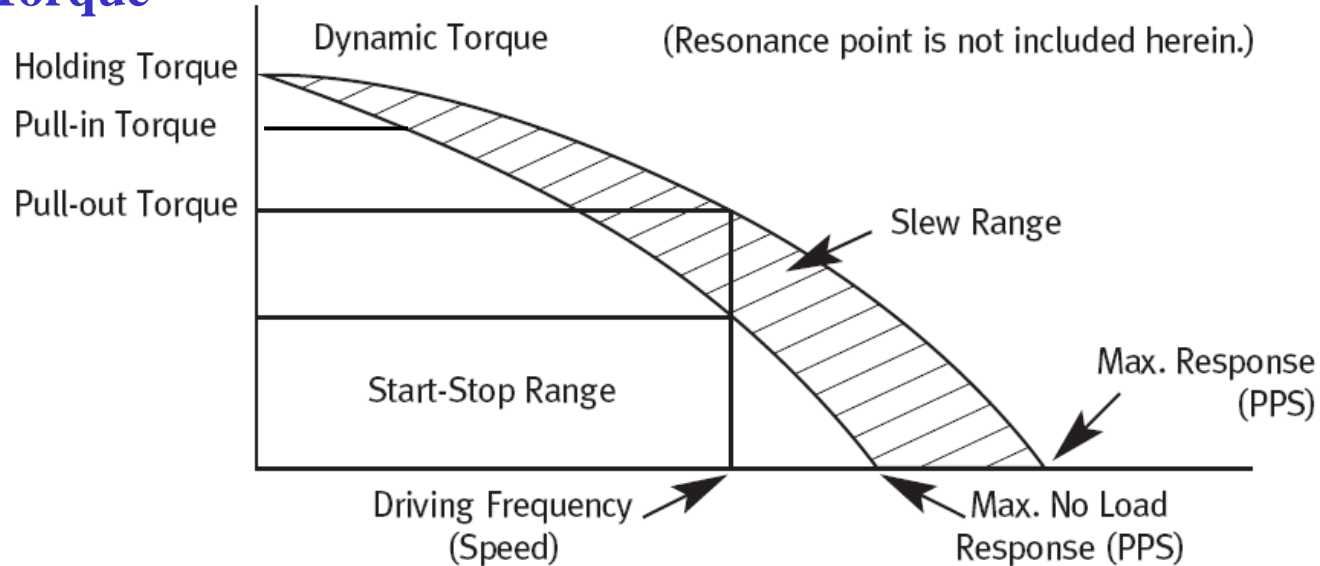 Torque
Dynamic Torque
(Resonance point is not included herein.)
Holding Torque
Pull-in Torque
Pull-out Torque
Slew Range
Start-Stop Range
Max. Response
(PPS)
Driving Frequency
(Speed)
Max. No Load
Response (PPS)